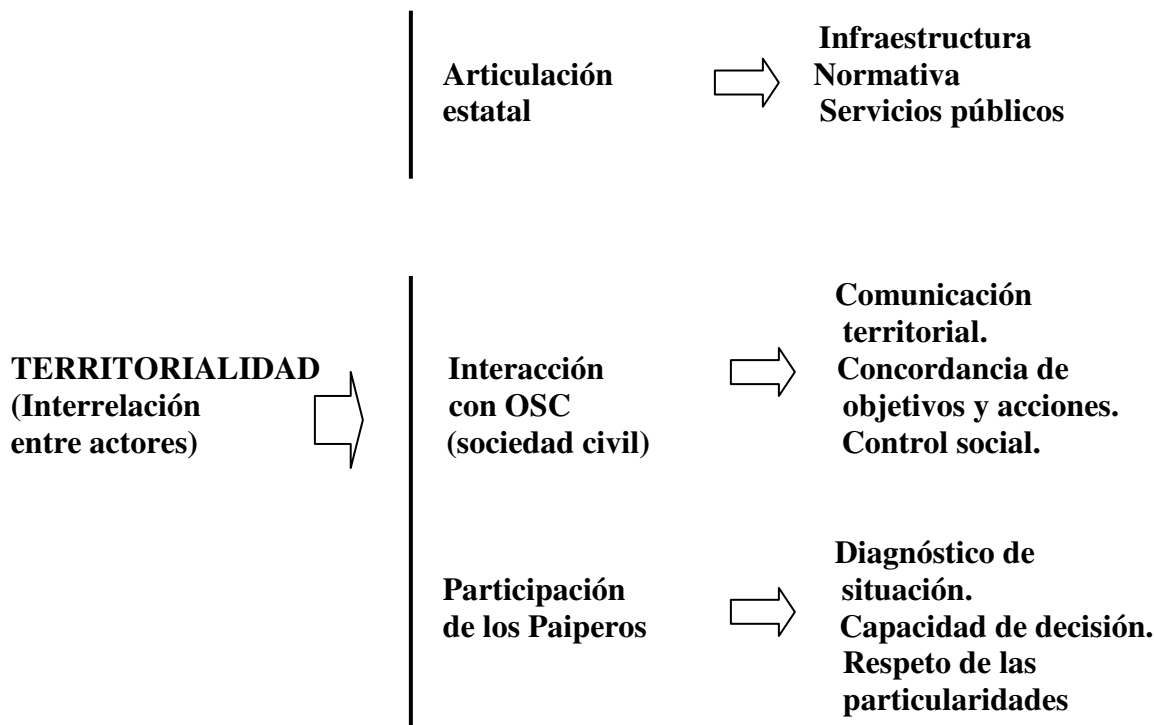 Articulación
estatal
Infraestructura
Normativa
Servicios públicos
TERRITORIALIDAD
(Interrelación
entre actores)
Interacción
con OSC
(sociedad civil)
Comunicación
territorial.
Concordancia de
objetivos y acciones.
Control social.
Participación
de los Paiperos
Diagnóstico de
situación.
Capacidad de decisión.
Respeto de las
particularidades